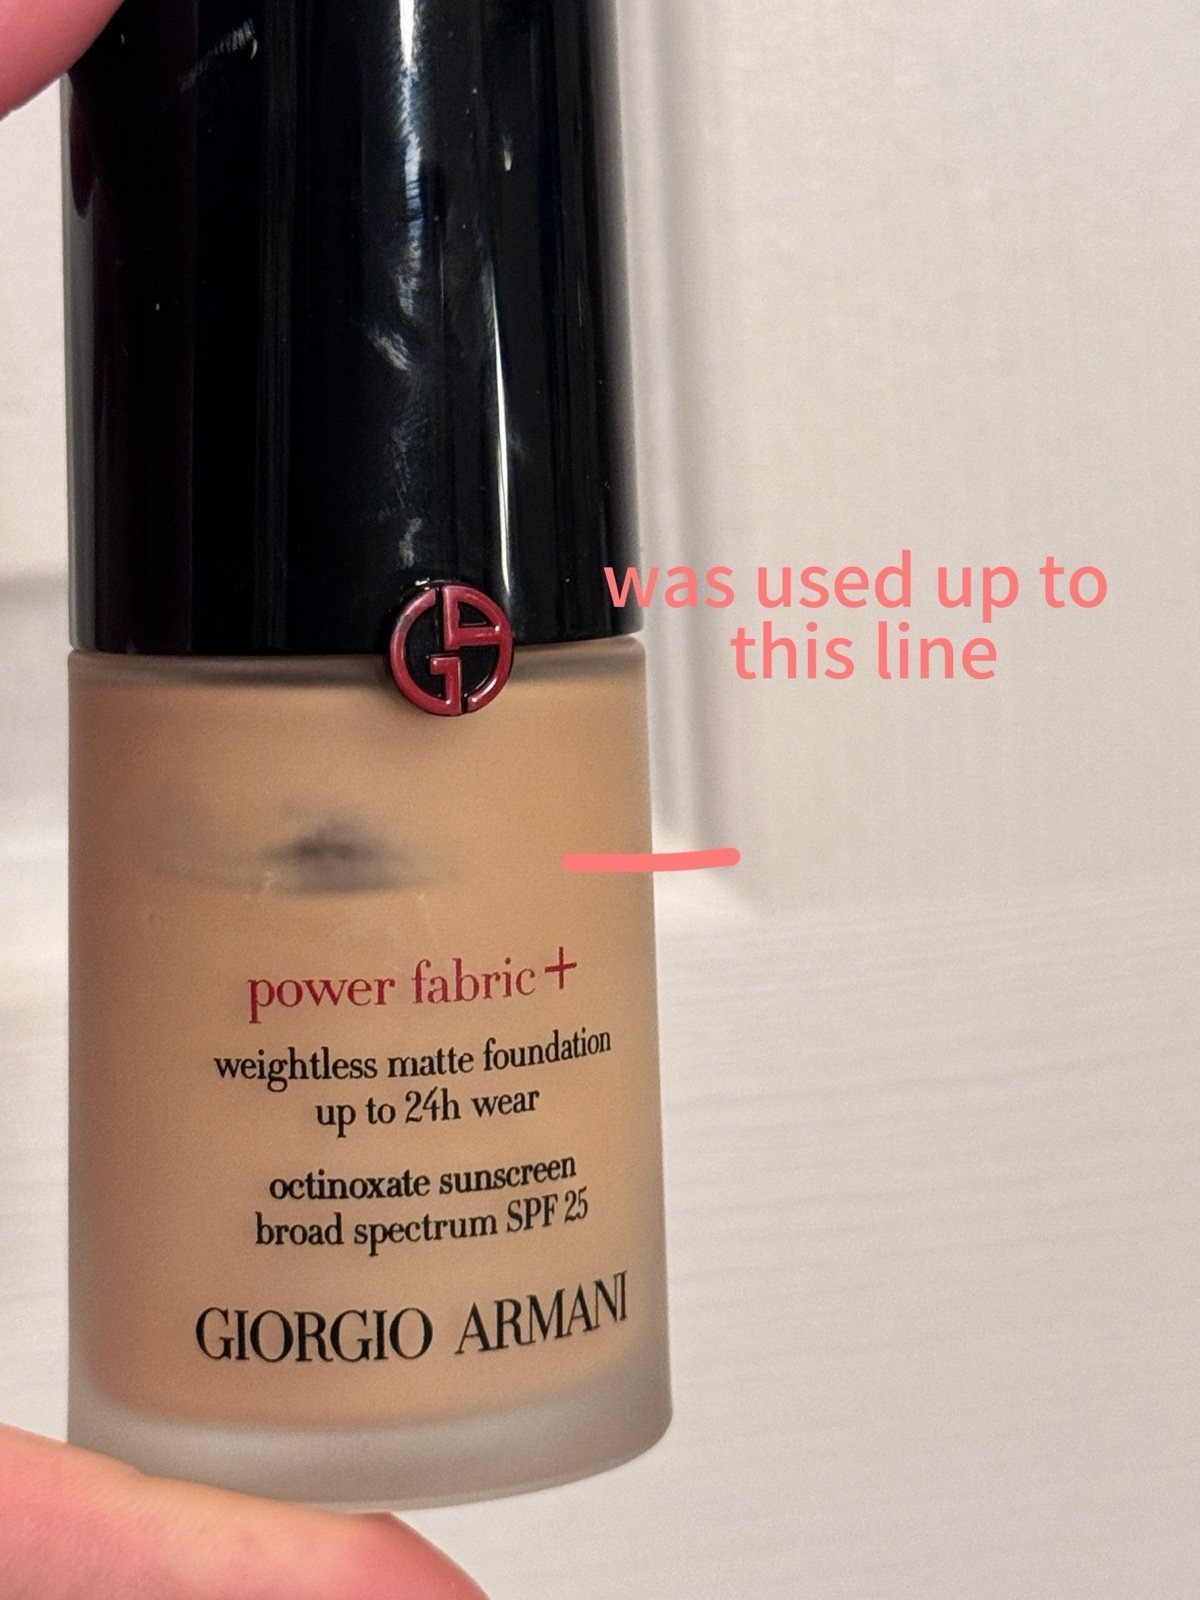 was used up to
this line
GA
power fabric+
weightless matte foundation
up to 24h wear
octinoxate sunscreen
broad spectrum SPF 25
GIORGIO ARMANI